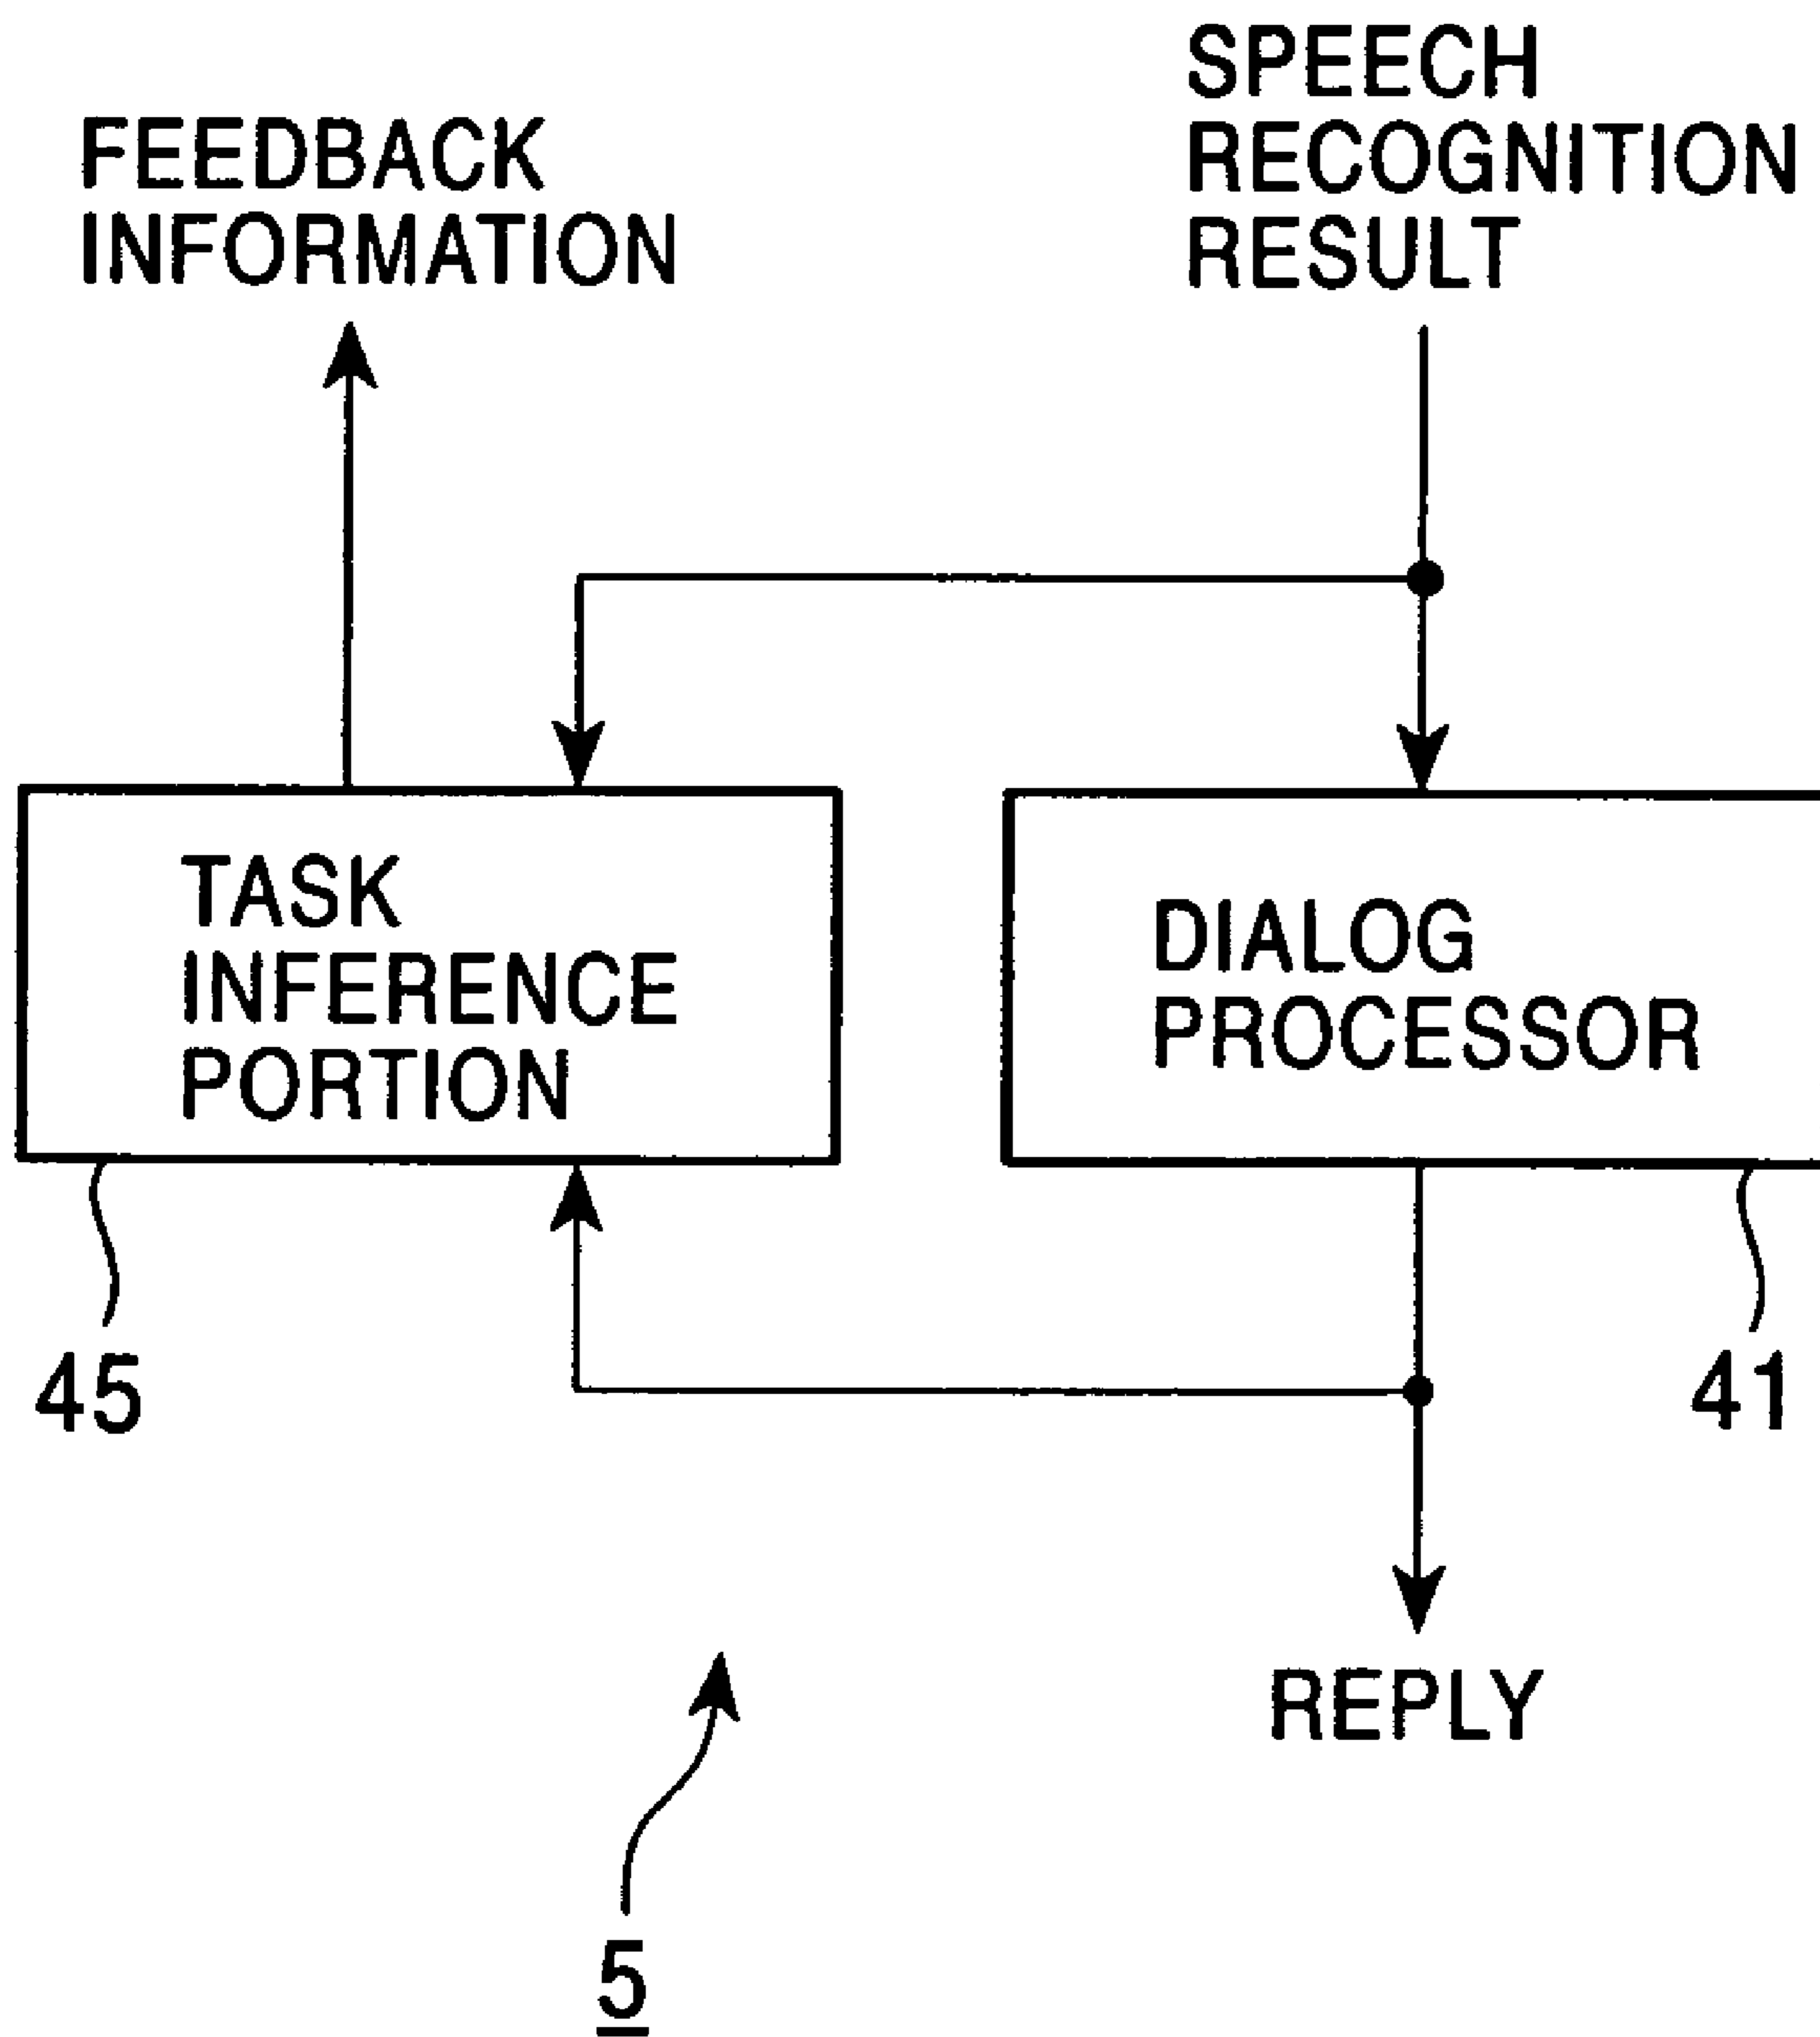 FEEDBACK
INFORMATION
SPEECH
RECOGNITION
RESULT
TASK
INFERENCE
PORTION
DIALOG
PROCESSOR
45
41
REPLY
5